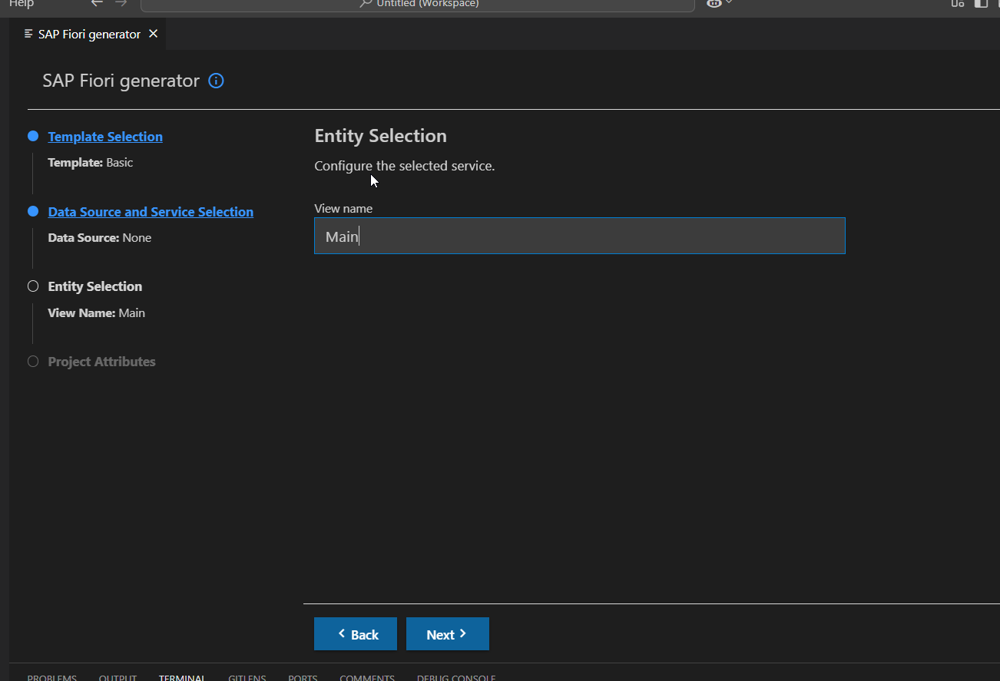 Help
Untitled (Workspace)
SAP Fiori generator
SAP Fiori generator
Template Selection
Template: Basic
Data Source and Service Selection
Data Source: None
Entity Selection
View Name: Main
Project Attributes
Entity Selection
Configure the selected service.
View name
Main
Back
Next
PROBLEMS OUTPUT TERMINAL GITLENS PORTS COMMENTS DEBUG CONSOLE